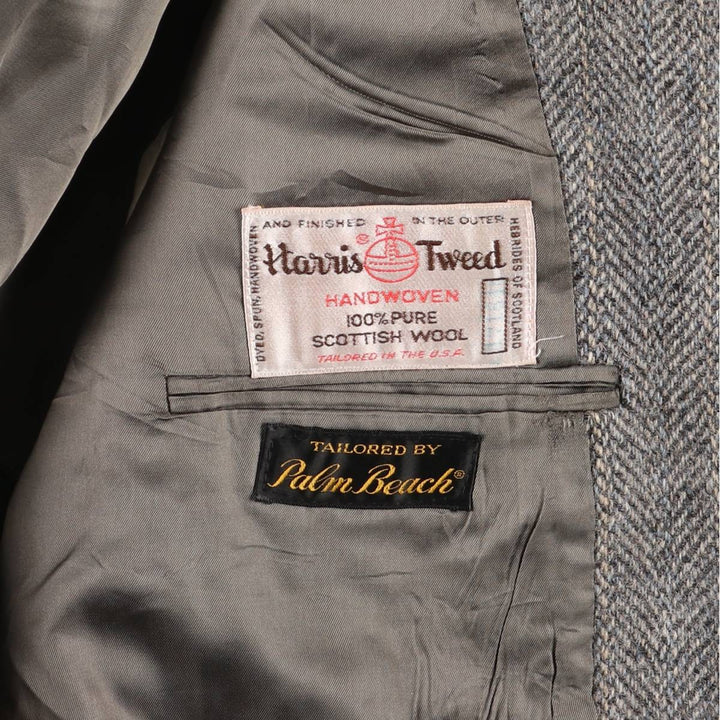 DYED, SPUN, HANDWOVEN
AND FINISHED IN THE OUTER
HEBRIDES OF SCOTLAND
Harris Tweed
HANDWOVEN
100% PURE
SCOTTISH WOOL
TAILORED IN THE U.S.A.
TAILORED BY
Palm Beach®